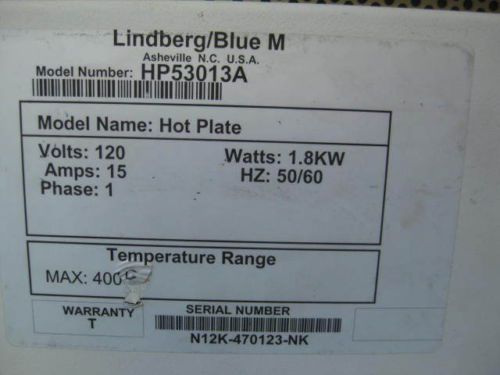 Lindberg/Blue M
Asheville N.C. U.S.A.
Model Number: HP53013A
Model Name: Hot Plate
Volts: 120 Watts: 1.8KW
Amps: 15 HZ: 50/60
Phase: 1
Temperature Range
MAX: 400°C
WARRANTY SERIAL NUMBER
T
N12K-470123-NK